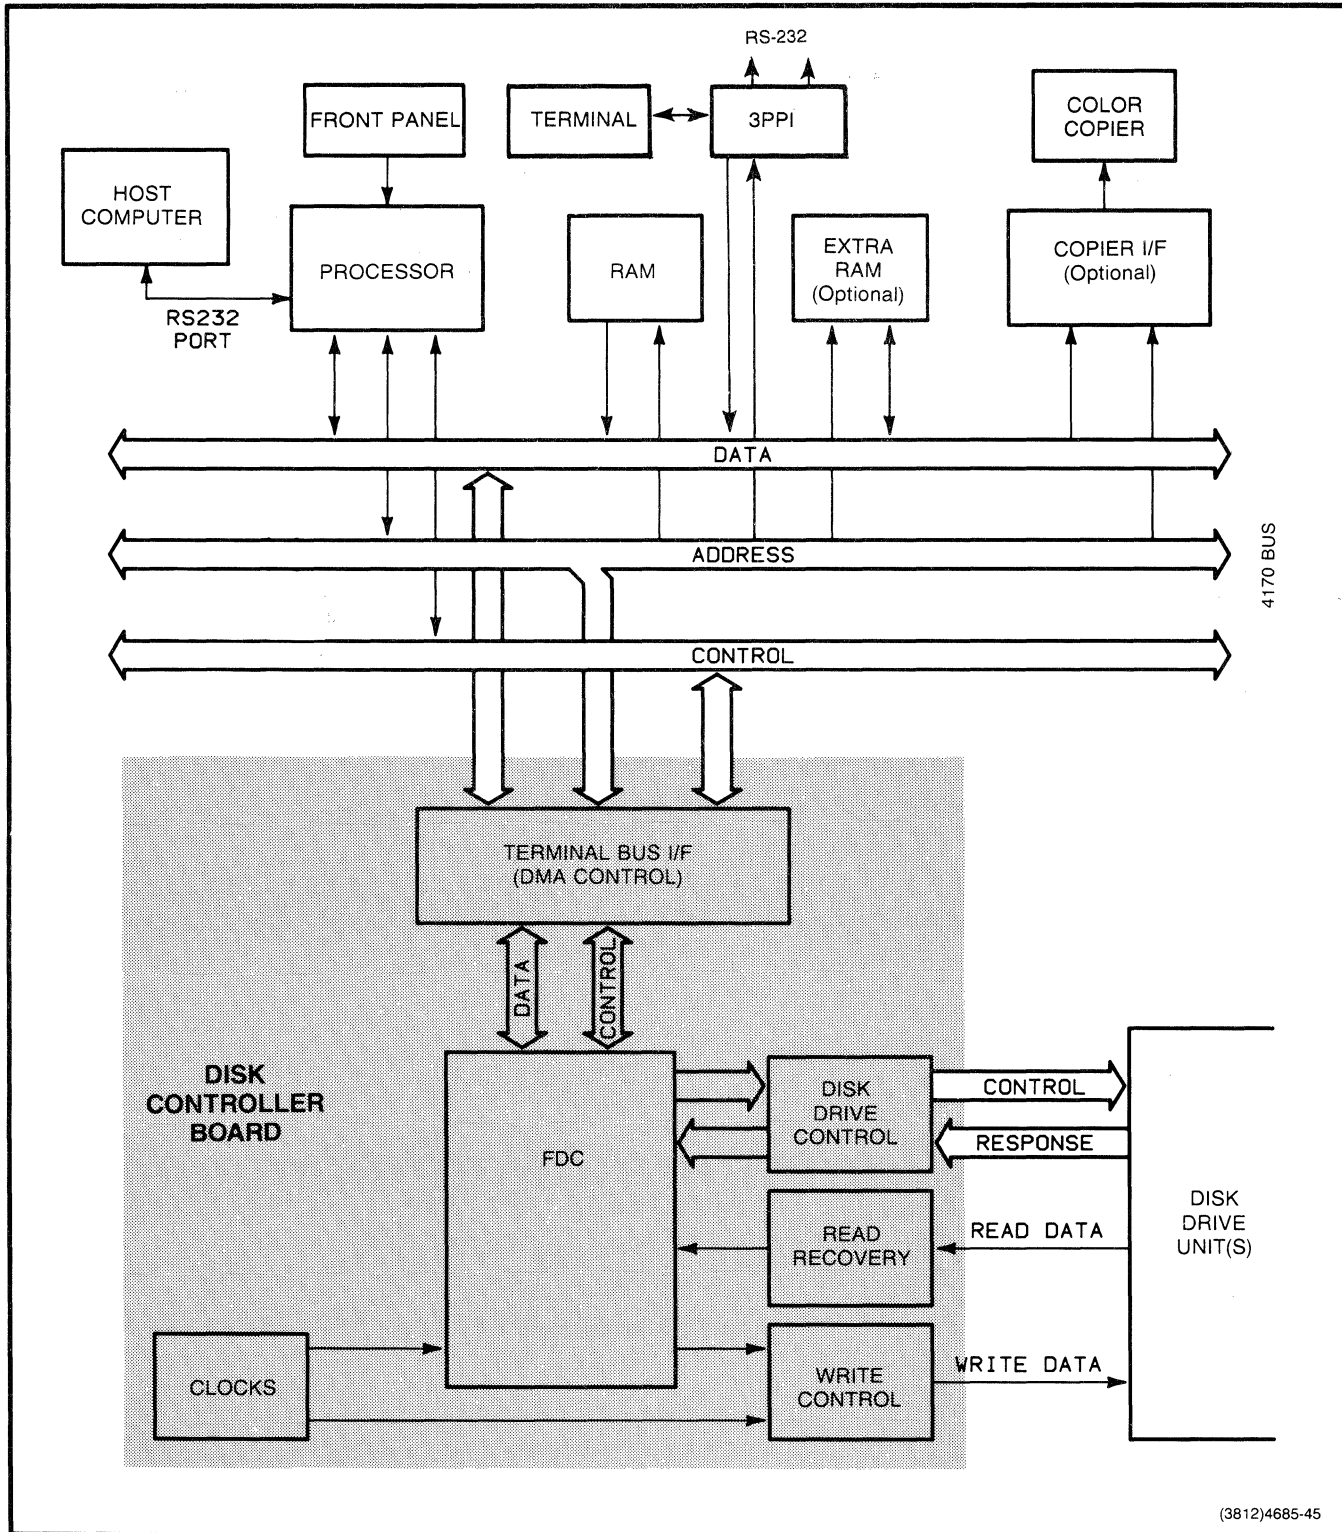 RS-232
FRONT PANEL
TERMINAL
3PPI
COLOR
COPIER
HOST
COMPUTER
PROCESSOR
RAM
EXTRA
RAM
(Optional)
COPIER I/F
(Optional)
RS232
PORT
DATA
ADDRESS
4170 BUS
CONTROL
TERMINAL BUS I/F
(DMA CONTROL)
DATA
CONTROL
DISK
CONTROLLER
BOARD
FDC
DISK
DRIVE
CONTROL
CONTROL
RESPONSE
DISK
DRIVE
UNIT(S)
READ
RECOVERY
READ DATA
CLOCKS
WRITE
CONTROL
WRITE DATA
(3812)4685-45